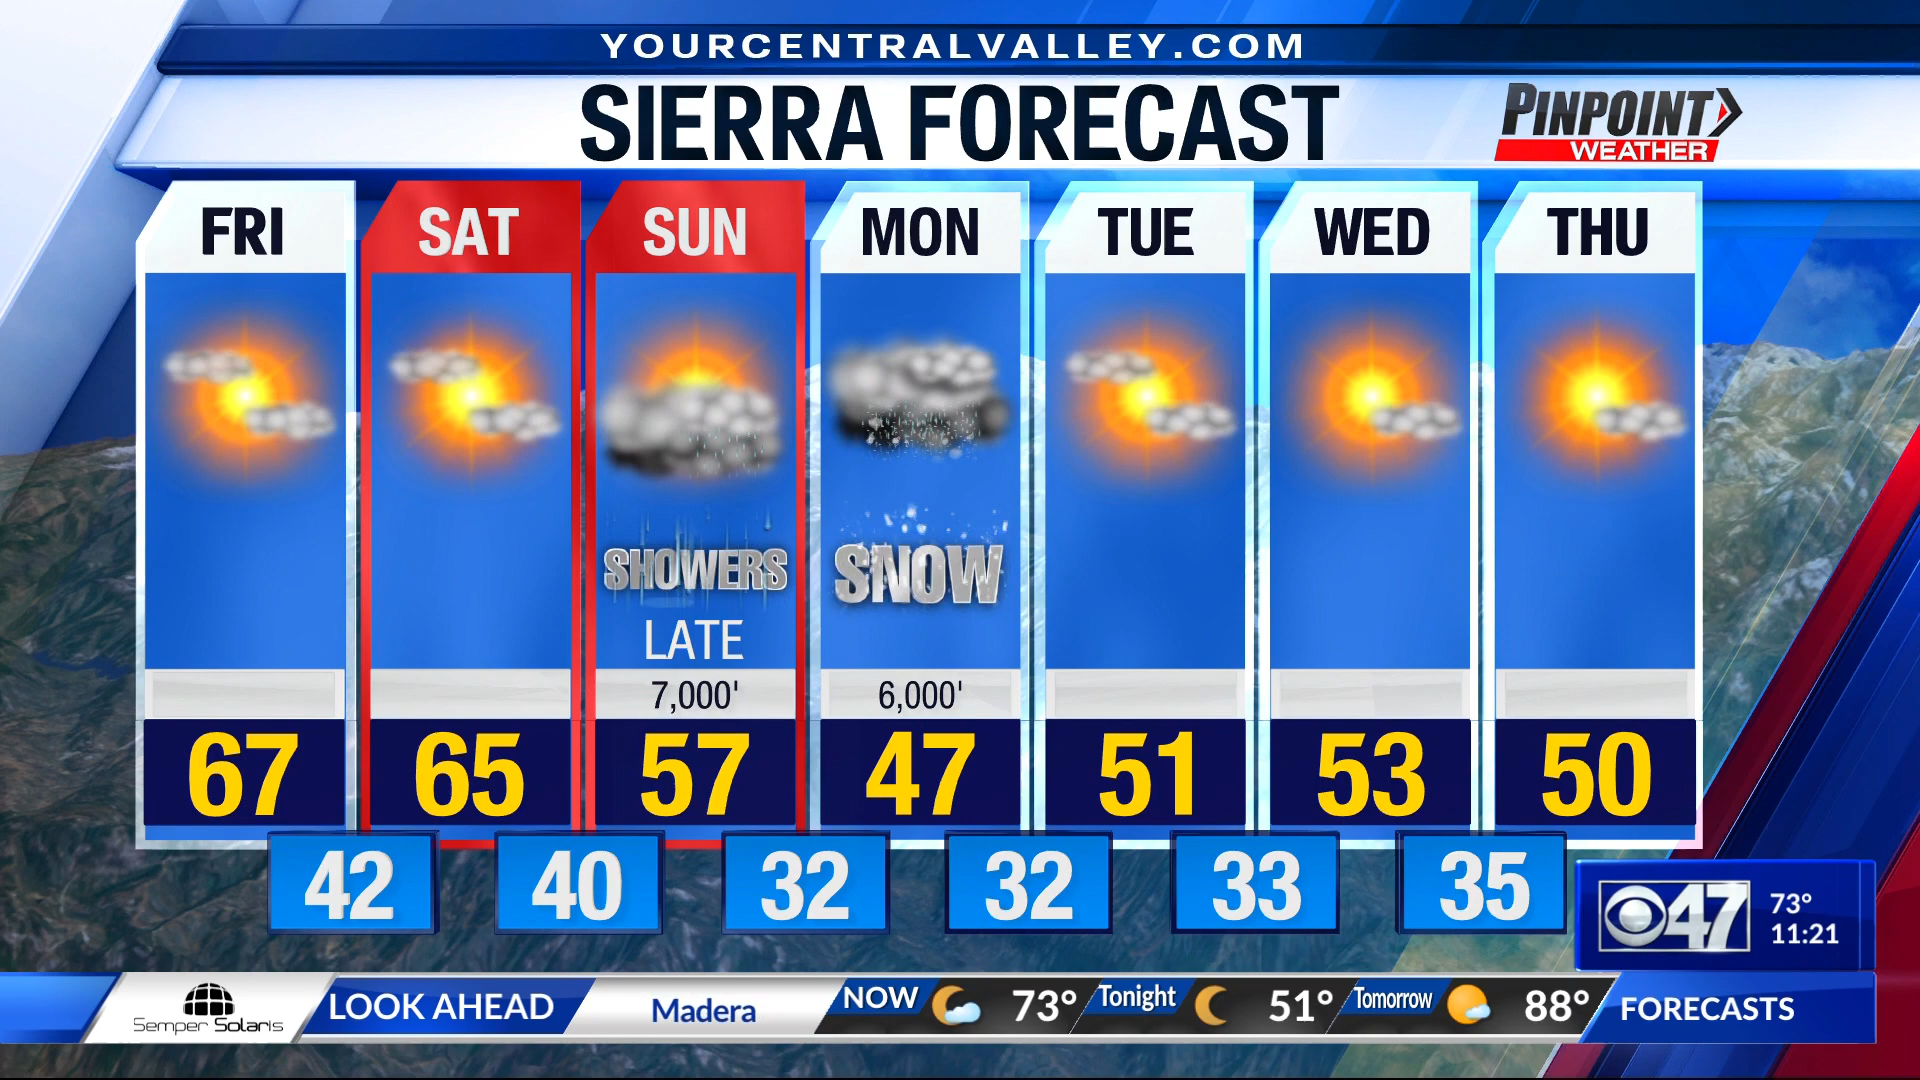 YOURCENTRALVALLEY.COM
SIERRA FORECAST
PINPOINT
WEATHER
FRI SAT SUN MON TUE WED THU
SHOWERS SNOW
LATE
7,000' 6,000'
67 65 57 47 51 53 50
42 40 32 32 33 35
47 73°
11:21
Semper Solaris LOOK AHEAD Madera NOW 73° Tonight 51° Tomorrow 88° FORECASTS